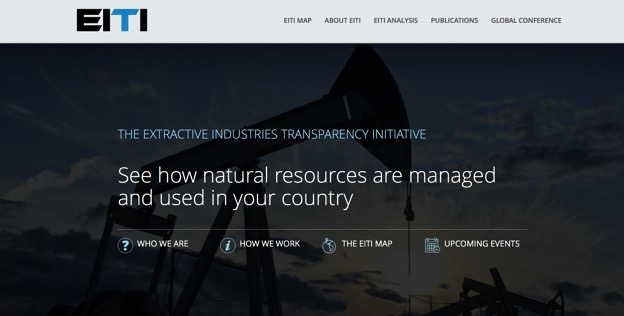 EITI
EITI MAP ABOUT EITI EITI ANALYSIS PUBLICATIONS GLOBAL CONFERENCE
THE EXTRACTIVE INDUSTRIES TRANSPARENCY INITIATIVE
See how natural resources are managed
and used in your country
? WHO WE ARE i HOW WE WORK THE EITI MAP UPCOMING EVENTS